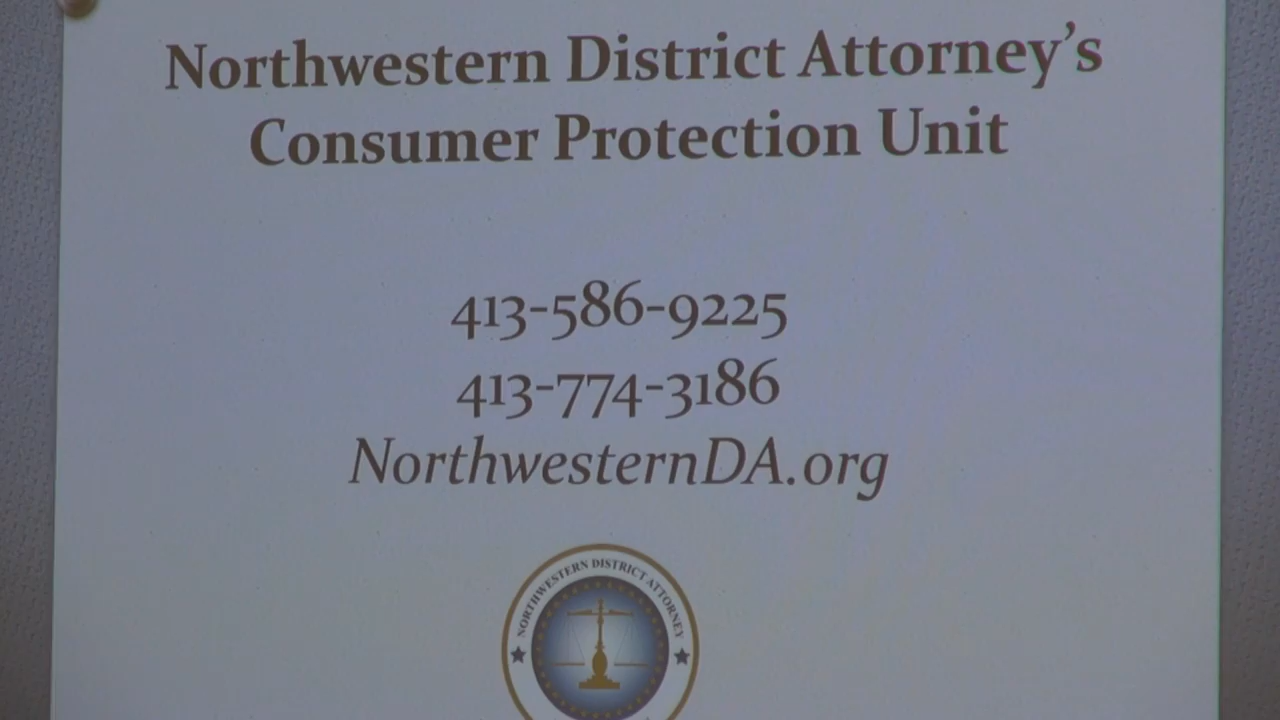 Northwestern District Attorney's
Consumer Protection Unit
413-586-9225
413-774-3186
NorthwesternDA.org
NORTHWESTERN DISTRICT ATTORNEY